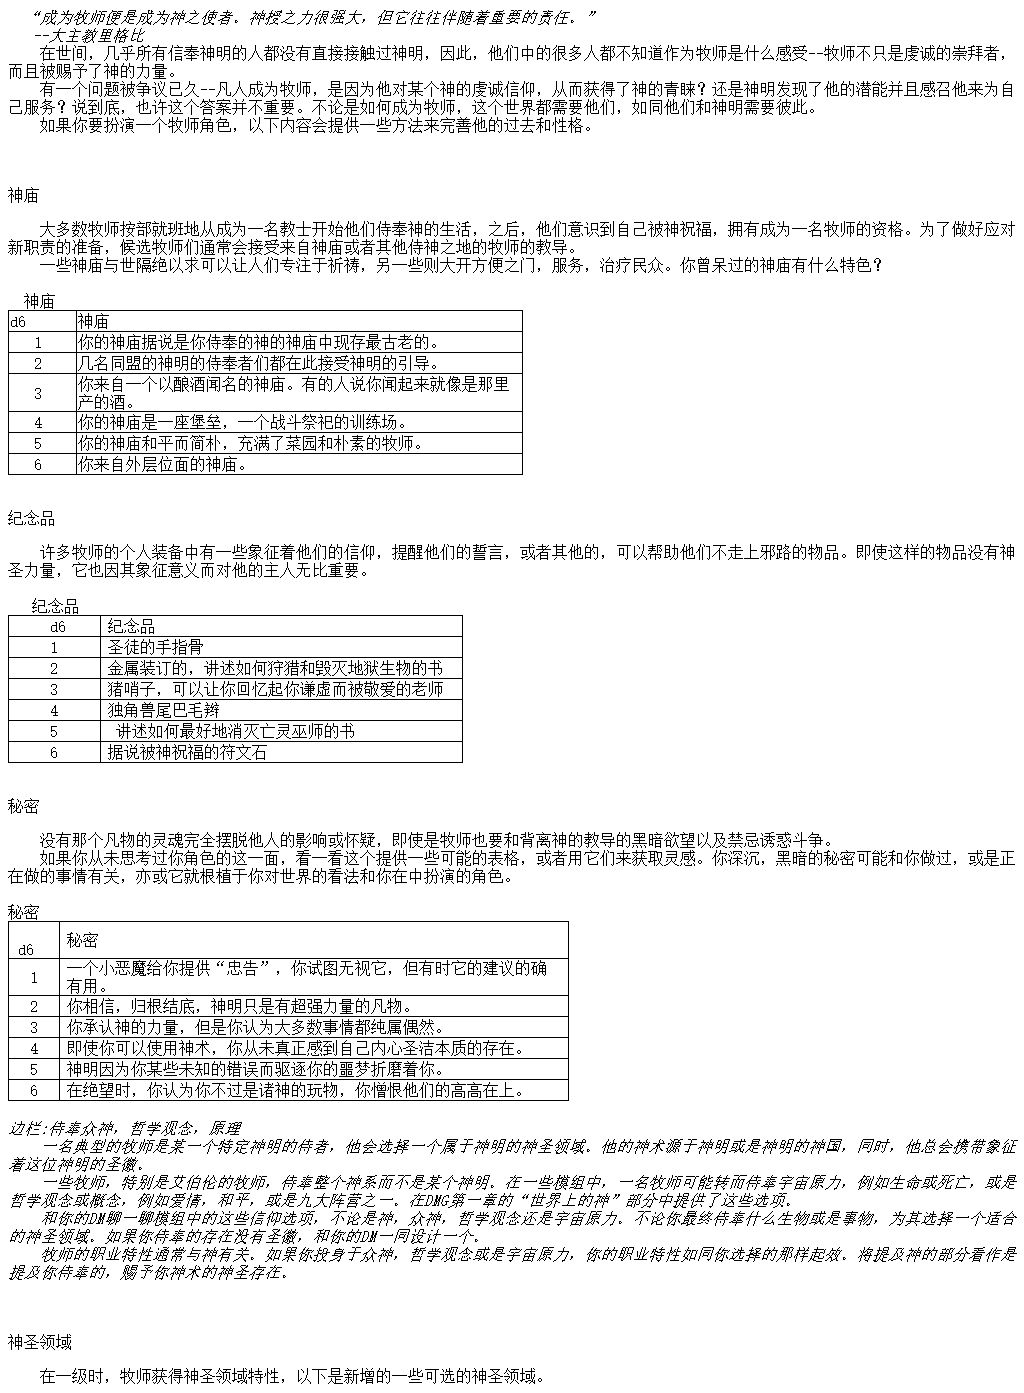 “成为牧师便是成为神之使者。神授之力很强大，但它往往伴随着重要的责任。”
--大主教里格比
在世间，几乎所有信奉神明的人都没有直接接触过神明，因此，他们中的很多人都不知道作为牧师是什么感受--牧师不只是虔诚的崇拜者，
而且被赐予了神的力量。
有一个问题被争议已久--凡人成为牧师，是因为他对某个神的虔诚信仰，从而获得了神的青睐？还是神明发现了他的潜能并且感召他来为自
己服务？说到底，也许这个答案并不重要。不论是如何成为牧师，这个世界都需要他们，如同他们和神明需要彼此。
如果你要扮演一个牧师角色，以下内容会提供一些方法来完善他的过去和性格。
神庙
大多数牧师按部就班地从成为一名教士开始他们侍奉神的生活，之后，他们意识到自己被神祝福，拥有成为一名牧师的资格。为了做好应对
新职责的准备，候选牧师们通常会接受来自神庙或者其他侍神之地的牧师的教导。
一些神庙与世隔绝以求可以让人们专注于祈祷，另一些则大开方便之门，服务，治疗民众。你曾呆过的神庙有什么特色？
神庙
d6 神庙
1 你的神庙据说是你侍奉的神的神庙中现存最古老的。
2 几名同盟的神明的侍奉者们都在此接受神明的引导。
3 你来自一个以酿酒闻名的神庙。有的人说你闻起来就像是那里
产的酒。
4 你的神庙是一座堡垒，一个战斗祭祀的训练场。
5 你的神庙和平而简朴，充满了菜园和朴素的牧师。
6 你来自外层位面的神庙。
纪念品
许多牧师的个人装备中有一些象征着他们的信仰，提醒他们的誓言，或者其他的，可以帮助他们不走上邪路的物品。即使这样的物品没有神
圣力量，它也因其象征意义而对他的主人无比重要。
纪念品
d6 纪念品
1 圣徒的手指骨
2 金属装订的，讲述如何狩猎和毁灭地狱生物的书
3 猪哨子，可以让你回忆起你谦虚而被敬爱的老师
4 独角兽尾巴毛辫
5 讲述如何最好地消灭亡灵巫师的书
6 据说被神祝福的符文石
秘密
没有那个凡物的灵魂完全摆脱他人的影响或怀疑，即使是牧师也要和背离神的教导的黑暗欲望以及禁忌诱惑斗争。
如果你从未思考过你角色的这一面，看一看这个提供一些可能的表格，或者用它们来获取灵感。你深沉，黑暗的秘密可能和你做过，或是正
在做的事情有关，亦或它就根植于你对世界的看法和你在中扮演的角色。
秘密
d6 秘密
1 一个小恶魔给你提供“忠告”，你试图无视它，但有时它的建议的确
有用。
2 你相信，归根结底，神明只是有超强力量的凡物。
3 你承认神的力量，但是你认为大多数事情都纯属偶然。
4 即使你可以使用神术，你从未真正感到自己内心圣洁本质的存在。
5 神明因为你某些未知的错误而驱逐你的噩梦折磨着你。
6 在绝望时，你认为你不过是诸神的玩物，你憎恨他们的高高在上。
边栏:侍奉众神，哲学观念，原理
一名典型的牧师是某一个特定神明的侍者，他会选择一个属于神明的神圣领域。他的神术源于神明或是神明的神国，同时，他总会携带象征
着这位神明的圣徽。
一些牧师，特别是艾伯伦的牧师，侍奉整个神系而不是某个神明。在一些模组中，一名牧师可能转而侍奉宇宙原力，例如生命或死亡，或是
哲学观念或概念，例如爱情，和平，或是九大阵营之一。在DMG第一章的“世界上的神”部分中提供了这些选项。
和你的DM聊一聊模组中的这些信仰选项，不论是神，众神，哲学观念还是宇宙原力。不论你最终侍奉什么生物或是事物，为其选择一个适合
的神圣领域。如果你侍奉的存在没有圣徽，和你的DM一同设计一个。
牧师的职业特性通常与神有关。如果你投身于众神，哲学观念或是宇宙原力，你的职业特性如同你选择的那样起效。将提及神的部分看作是
提及你侍奉的，赐予你神术的神圣存在。
神圣领域
在一级时，牧师获得神圣领域特性，以下是新增的一些可选的神圣领域。